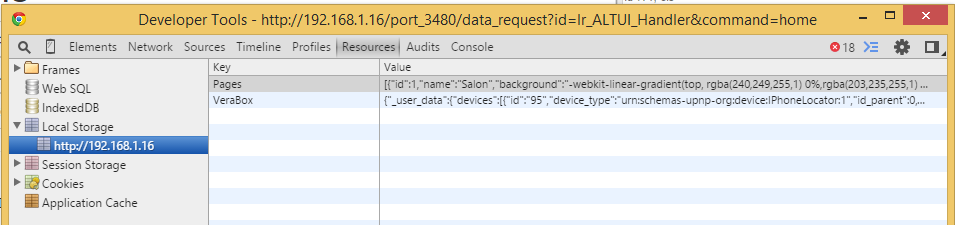 Developer Tools - http://192.168.1.16/port_3480/data_request?id=lr_ALTUI_Handler&command=home
Elements Network Sources Timeline Profiles Resources Audits Console 18
Frames
Web SQL
IndexedDB
Local Storage
http://192.168.1.16
Session Storage
Cookies
Application Cache
Key Value
Pages [{"id":1,"name":"Salon","background":"-webkit-linear-gradient(top, rgba(240,249,255,1) 0%,rgba(203,235,255,1) ...
VeraBox {"_user_data":{"devices":[{"id":"95","device_type":"urn:schemas-upnp-org:device:IPhoneLocator:1","id_parent":0,...